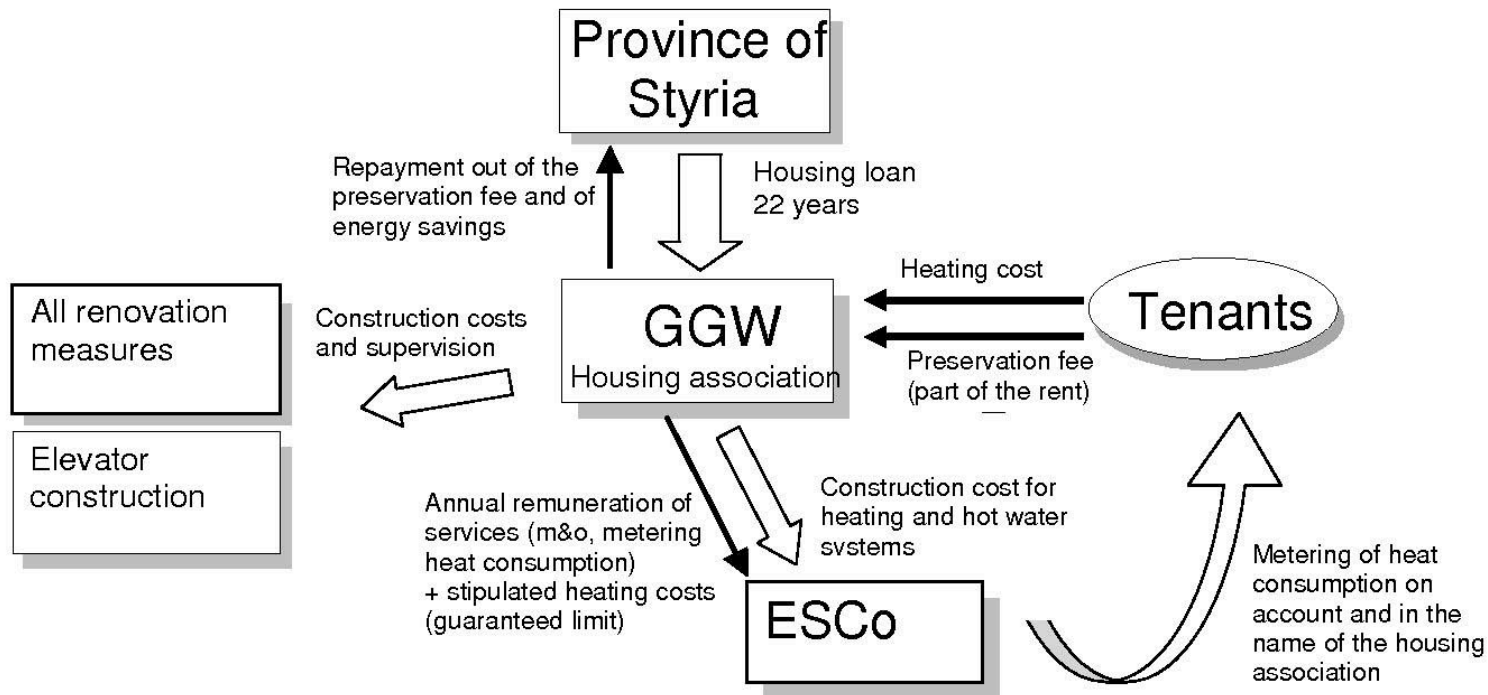 Province of
Styria
Repayment out of the
preservation fee and of
energy savings
Housing loan
22 years
All renovation
measures
Construction costs
and supervision
GGW
Housing association
Heating cost
Preservation fee
(part of the rent)
Tenants
Elevator
construction
Annual remuneration of
services (m&o, metering
heat consumption)
+ stipulated heating costs
(guaranteed limit)
Construction cost for
heating and hot water
systems
ESCo
Metering of heat
consumption on
account and in the
name of the housing
association